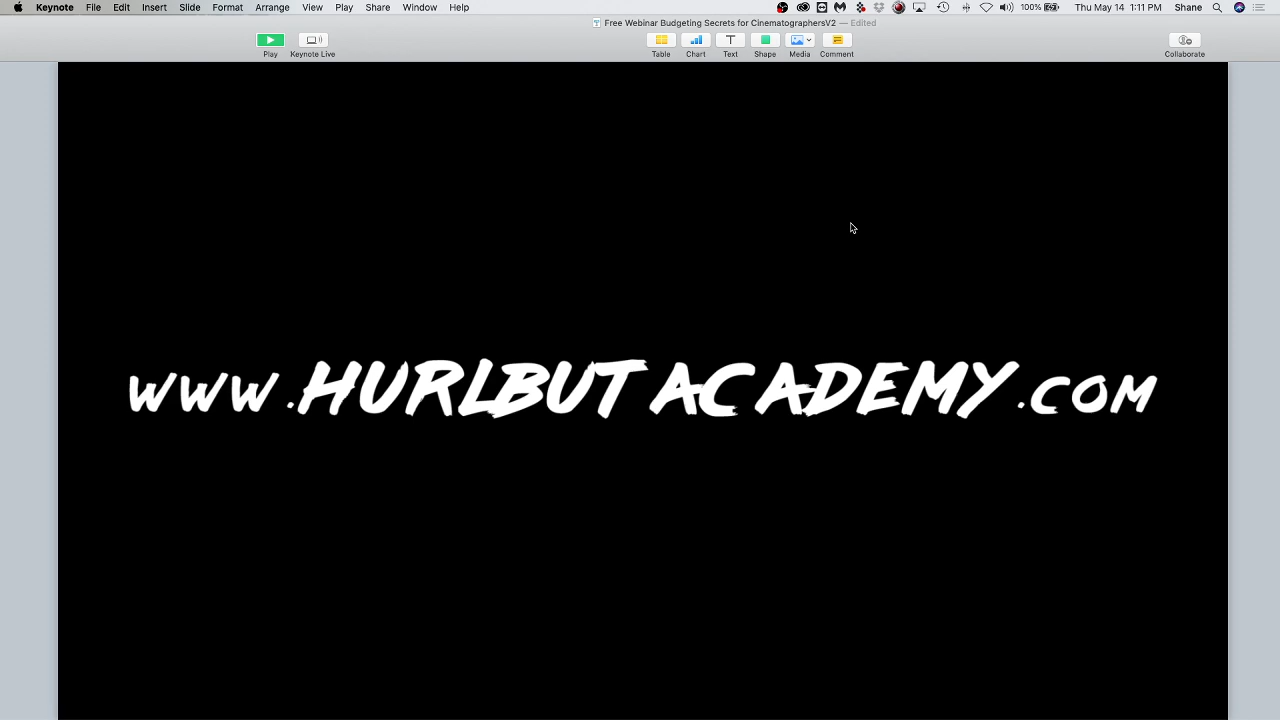 Keynote File Edit Insert Slide Format Arrange View Play Share Window Help 100% Thu May 14 1:11 PM Shane
Free Webinar Budgeting Secrets for CinematographersV2 — Edited
Play Keynote Live Table Chart Text Shape Media Comment Collaborate
www.HURLBUT ACADEMY.COM